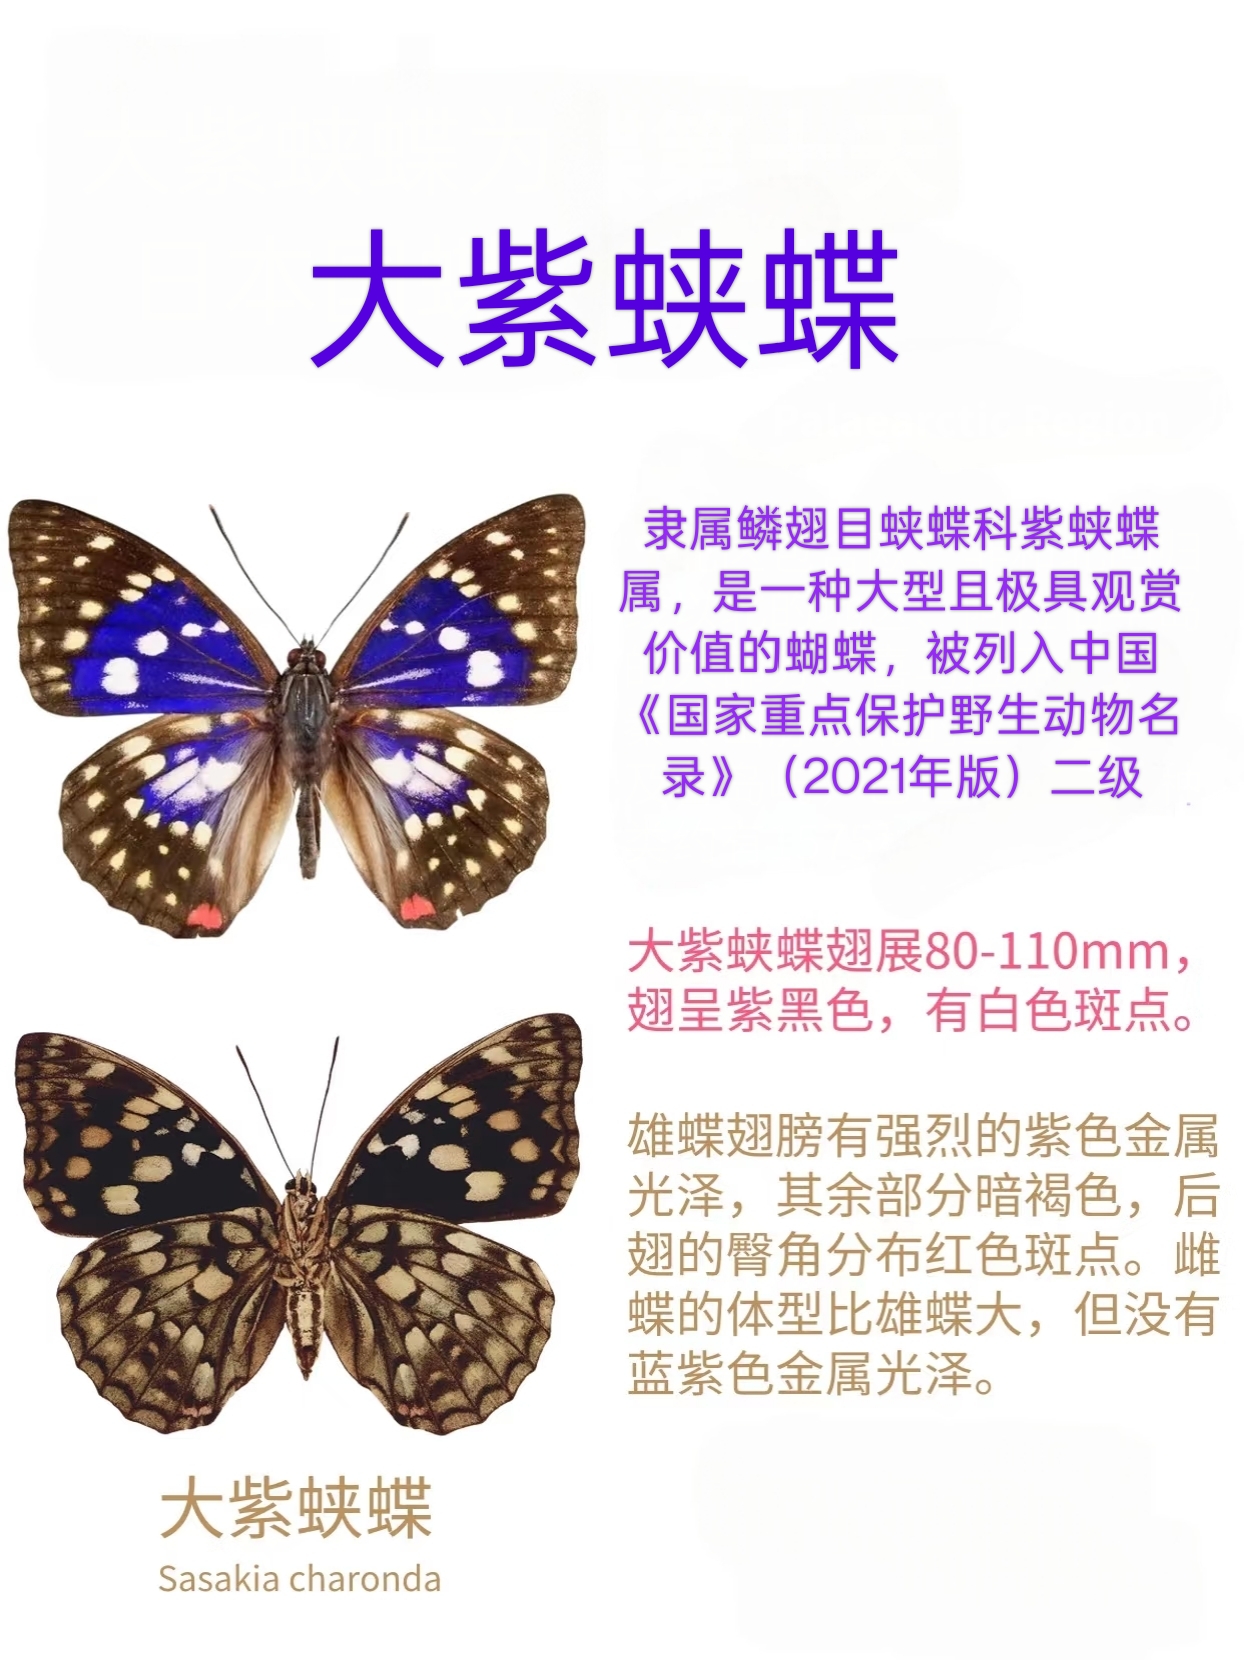 大紫蛱蝶
隶属鳞翅目蛱蝶科紫蛱蝶
属，是一种大型且极具观赏
价值的蝴蝶，被列入中国
《国家重点保护野生动物名
录》（2021年版）二级
大紫蛱蝶翅展80-110mm，
翅呈紫黑色，有白色斑点。
雄蝶翅膀有强烈的紫色金属
光泽，其余部分暗褐色，后
翅的臀角分布红色斑点。雌
蝶的体型比雄蝶大，但没有
蓝紫色金属光泽。
大紫蛱蝶
Sasakia charonda